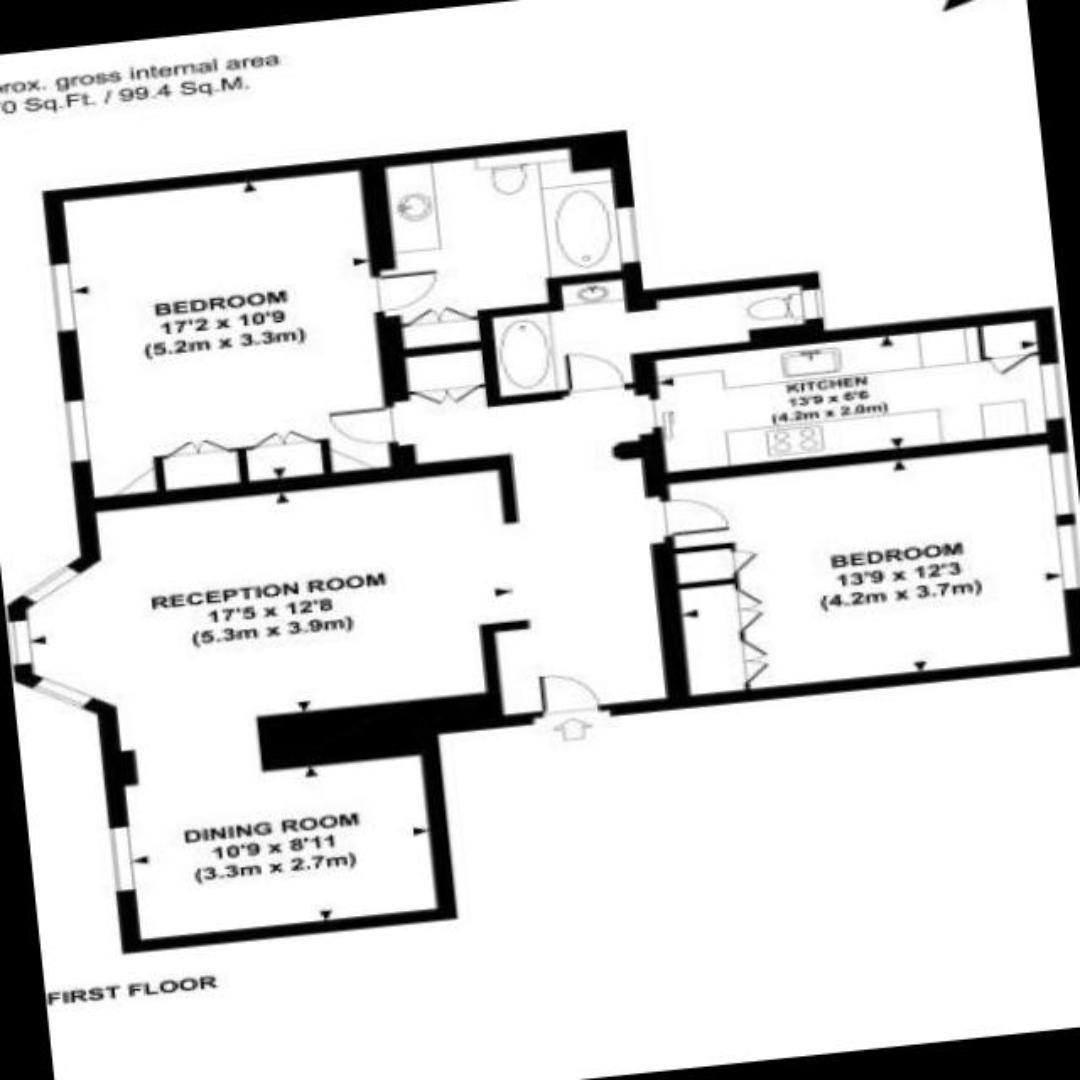 gross internal area
Sq.Ft. / 99.4 Sq.M.
BEDROOM
17'2 x 10'9
(5.2m x 3.3m)
KITCHEN
13'9 x 6'6
(4.2m x 2.0m)
BEDROOM
13'9 x 12'3
(4.2m x 3.7m)
RECEPTION ROOM
17'5 x 12'8
(5.3m x 3.9m)
DINING ROOM
10'9 x 8'11
(3.3m x 2.7m)
FIRST FLOOR